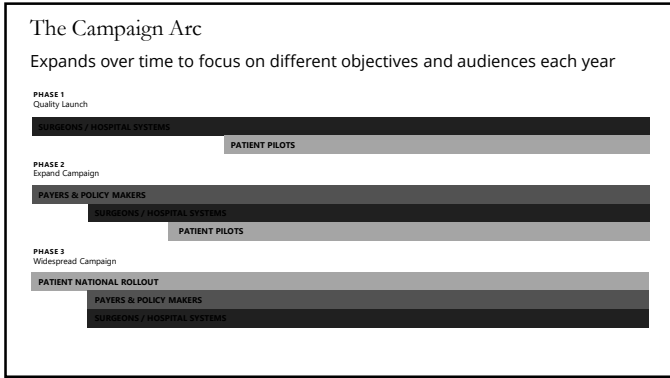 The Campaign Arc
Expands over time to focus on different objectives and audiences each year
PHASE 1
Quality Launch
SURGEONS / HOSPITAL SYSTEMS
PATIENT PILOTS
PHASE 2
Expand Campaign
PAYERS & POLICY MAKERS
SURGEONS / HOSPITAL SYSTEMS
PATIENT PILOTS
PHASE 3
Widespread Campaign
PATIENT NATIONAL ROLLOUT
PAYERS & POLICY MAKERS
SURGEONS / HOSPITAL SYSTEMS